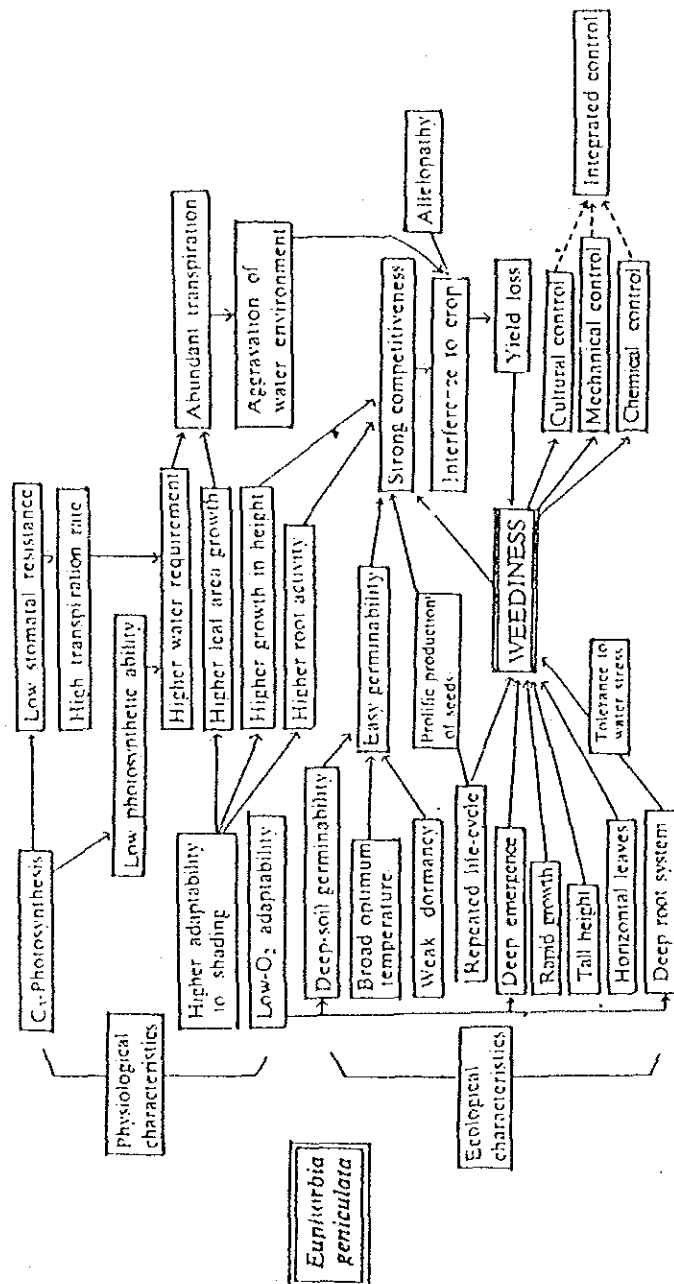 Euphorbia
geniculata
Physiological
characteristics
Ecological
characteristics
Photosynthesis
Higher adaptability
to shading
Low-O₂ adaptability
Deep-soil germinability
Broad optimum
temperature
Weak dormancy
Repeated life-cycle
Deep emergence
Rapid growth
Tall height
Horizontal leaves
Deep root system
Low photosynthetic ability
Low stomatal resistance
High transpiration rate
Higher water requirement
Higher leaf area growth
Higher growth in height
Higher root activity
Easy germinability
Prolific production
of seeds
WEEDINESS
Tolerance to
water stress
Abundant transpiration
Aggravation of
water environment
Strong competitiveness
Interference to crop
Allelopathy
Yield loss
Cultural control
Mechanical control
Chemical control
Integrated control